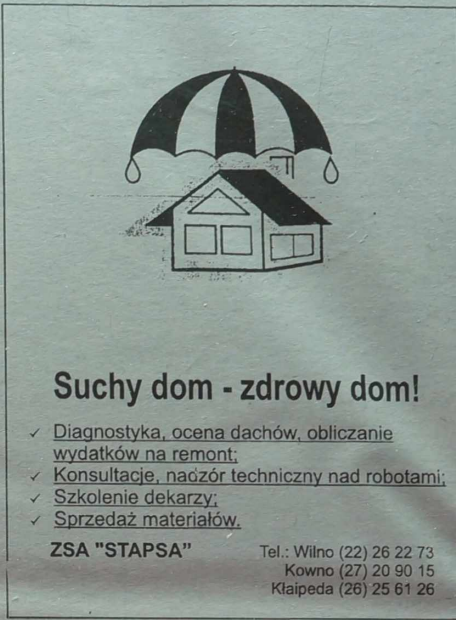 Suchy dom - zdrowy dom!
✓ Diagnostyka, ocena dachów, obliczanie
wydatków na remont;
✓ Konsultacje, nadzór techniczny nad robotami;
✓ Szkolenie dekarzy;
✓ Sprzedaż materiałów.
ZSA "STAPSA"
Tel.: Wilno (22) 26 22 73
Kowno (27) 20 90 15
Kłaipeda (26) 25 61 26